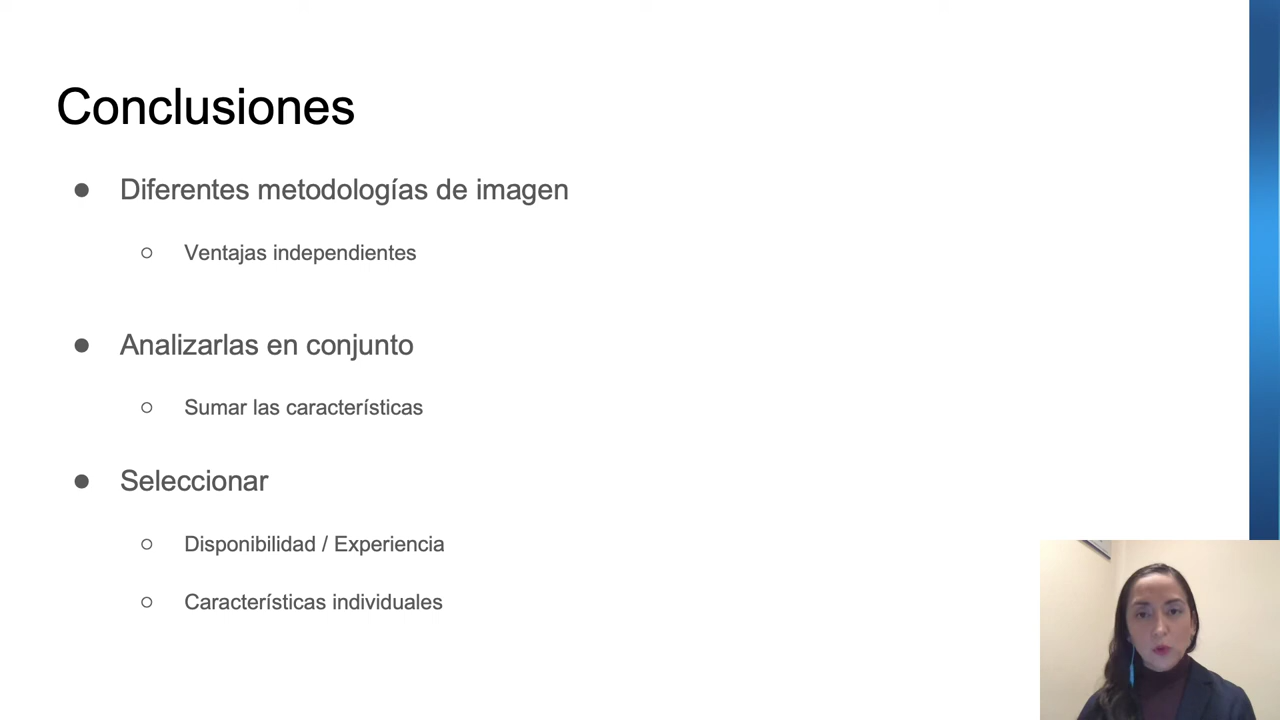 Conclusiones
● Diferentes metodologías de imagen
○ Ventajas independientes
● Analizarlas en conjunto
○ Sumar las características
● Seleccionar
○ Disponibilidad / Experiencia
○ Características individuales